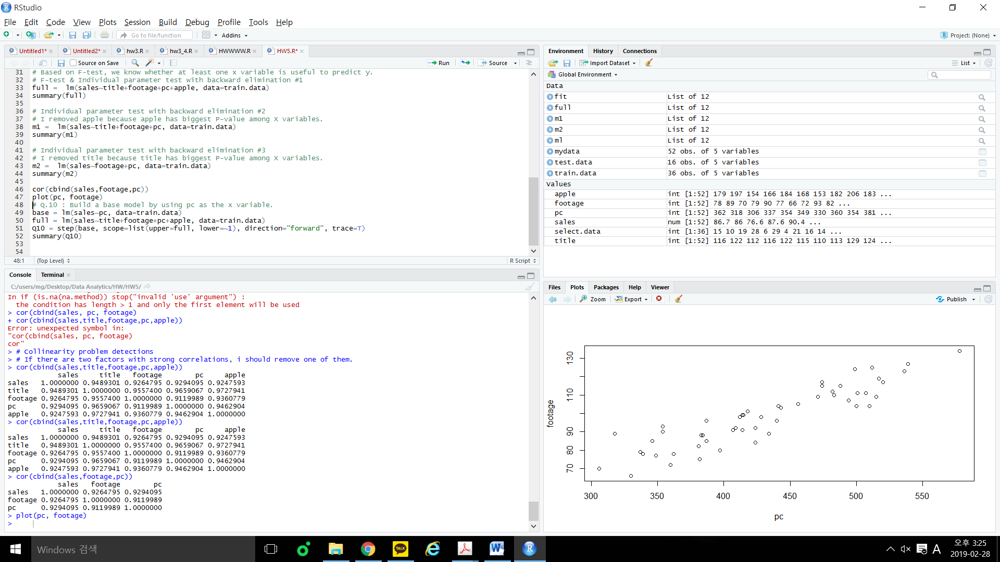 RStudio
File Edit Code View Plots Session Build Debug Profile Tools Help
Go to file/function Addins Project: (None)
Untitled1* Untitled2* hw3.R hw3_4.R HWWWW.R HW5.R*
Source on Save Run Source
31 # Based on F-test, we know whether at least one x variable is useful to predict y.
32 # F-test & Individual parameter test with backward elimination #1
33 full =  lm(sales~title+footage+pc+apple, data=train.data)
34 summary(full)
35
36 # Individual parameter test with backward elimination #2
37 # I removed apple because apple has biggest P-value among X variables.
38 m1 =  lm(sales~title+footage+pc, data=train.data)
39 summary(m1)
40
41 # Individual parameter test with backward elimination #3
42 # I removed title because title has biggest P-value among X variables.
43 m2 =  lm(sales~footage+pc, data=train.data)
44 summary(m2)
45
46 cor(cbind(sales,footage,pc))
47 plot(pc, footage)
48 # Q.10 : Build a base model by using pc as the x variable.
49 base = lm(sales~pc, data=train.data)
50 full = lm(sales~title+footage+pc+apple, data=train.data)
51 Q10 = step(base, scope=list(upper=full, lower=~1), direction="forward", trace=T)
52 summary(Q10)
53
54
48:1 (Top Level) R Script
Console Terminal
C:/users/mg/Desktop/Data Analytics/HW/HW5/
In if (is.na(na.method)) stop("invalid 'use' argument") :
  the condition has length > 1 and only the first element will be used
> cor(cbind(sales, pc, footage)
+ cor(cbind(sales,title,footage,pc,apple))
Error: unexpected symbol in:
"cor(cbind(sales, pc, footage)
cor"
> # Collinearity problem detections
> # If there are two factors with strong correlations, i should remove one of them.
> cor(cbind(sales,title,footage,pc,apple))
            sales     title   footage        pc     apple
sales   1.0000000 0.9489301 0.9264795 0.9294095 0.9247593
title   0.9489301 1.0000000 0.9557400 0.9659067 0.9727941
footage 0.9264795 0.9557400 1.0000000 0.9119989 0.9360779
pc      0.9294095 0.9659067 0.9119989 1.0000000 0.9462904
apple   0.9247593 0.9727941 0.9360779 0.9462904 1.0000000
> cor(cbind(sales,title,footage,pc,apple))
            sales     title   footage        pc     apple
sales   1.0000000 0.9489301 0.9264795 0.9294095 0.9247593
title   0.9489301 1.0000000 0.9557400 0.9659067 0.9727941
footage 0.9264795 0.9557400 1.0000000 0.9119989 0.9360779
pc      0.9294095 0.9659067 0.9119989 1.0000000 0.9462904
apple   0.9247593 0.9727941 0.9360779 0.9462904 1.0000000
> cor(cbind(sales,footage,pc))
            sales   footage        pc
sales   1.0000000 0.9264795 0.9294095
footage 0.9264795 1.0000000 0.9119989
pc      0.9294095 0.9119989 1.0000000
> plot(pc, footage)
>
Environment History Connections
Import Dataset List
Global Environment
Data
fit List of 12
full List of 12
m1 List of 12
m2 List of 12
ml List of 12
mydata 52 obs. of 5 variables
test.data 16 obs. of 5 variables
train.data 36 obs. of 5 variables
Values
apple int [1:52] 179 197 154 166 184 168 153 182 206 183 ...
footage int [1:52] 78 89 70 79 90 77 66 72 93 82 ...
pc int [1:52] 362 318 306 337 354 349 330 360 354 381 ...
sales num [1:52] 86.7 86 76.6 87.6 90.4 ...
select.data int [1:36] 15 10 19 28 6 29 4 21 16 14 ...
title int [1:52] 116 122 112 116 122 115 110 113 129 124 ...
Files Plots Packages Help Viewer
Zoom Export Publish
130
110
90
80
70
footage
300 350 400 450 500 550
pc
Windows 검색
TALK
A
오후 3:25
2019-02-28